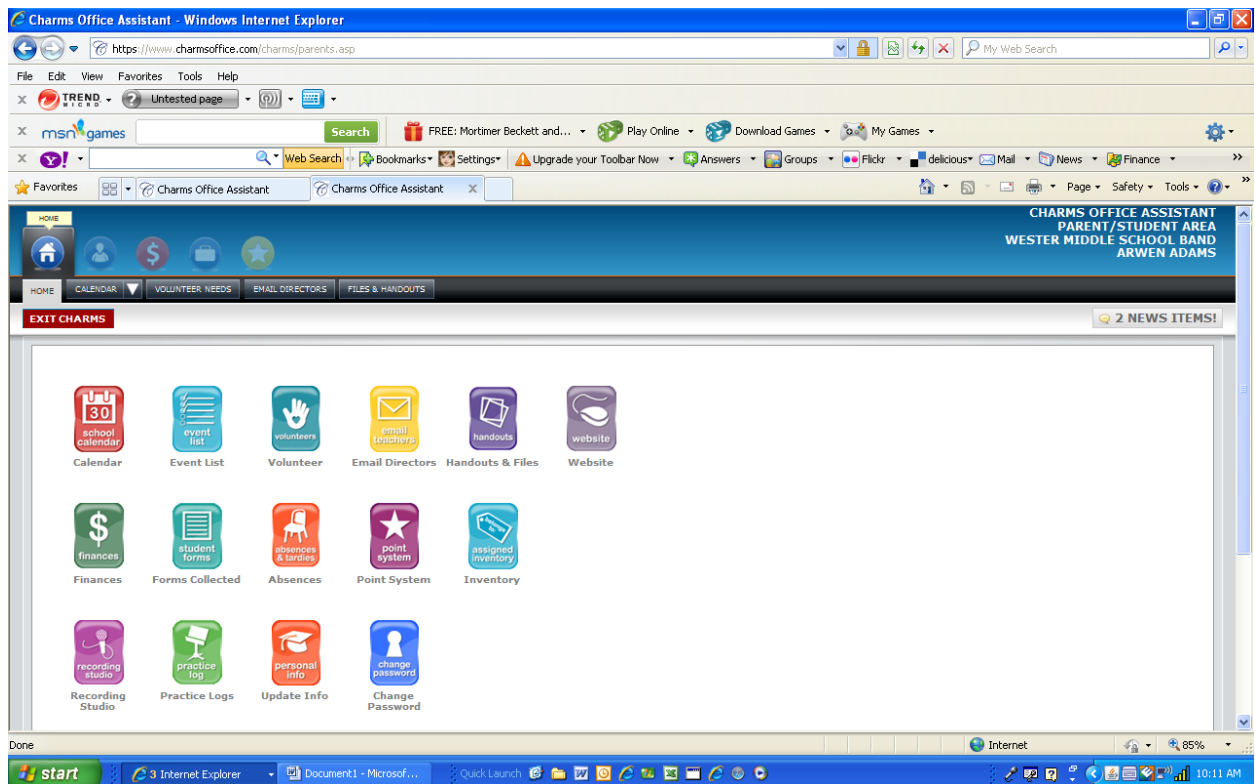 Charms Office Assistant - Windows Internet Explorer
https://www.charmsoffice.com/charms/parents.asp
My Web Search
File Edit View Favorites Tools Help
TREND MICRO Untested page
msn games Search FREE: Mortimer Beckett and... Play Online Download Games My Games
Y! Web Search Bookmarks Settings Upgrade your Toolbar Now Answers Groups Flickr delicious Mail News Finance
Favorites Charms Office Assistant Charms Office Assistant Page Safety Tools
HOME
CHARMS OFFICE ASSISTANT
PARENT/STUDENT AREA
WESTER MIDDLE SCHOOL BAND
ARWEN ADAMS
HOME CALENDAR VOLUNTEER NEEDS EMAIL DIRECTORS FILES & HANDOUTS
EXIT CHARMS 2 NEWS ITEMS!
30
school calendar event list volunteers email teachers handouts website
Calendar Event List Volunteer Email Directors Handouts & Files Website
$
finances student forms absences & tardies point system assigned inventory
Finances Forms Collected Absences Point System Inventory
recording studio practice log personal info change password
Recording Studio Practice Logs Update Info Change Password
Done Internet 85%
start 3 Internet Explorer Document1 - Microsof... Quick Launch 10:11 AM